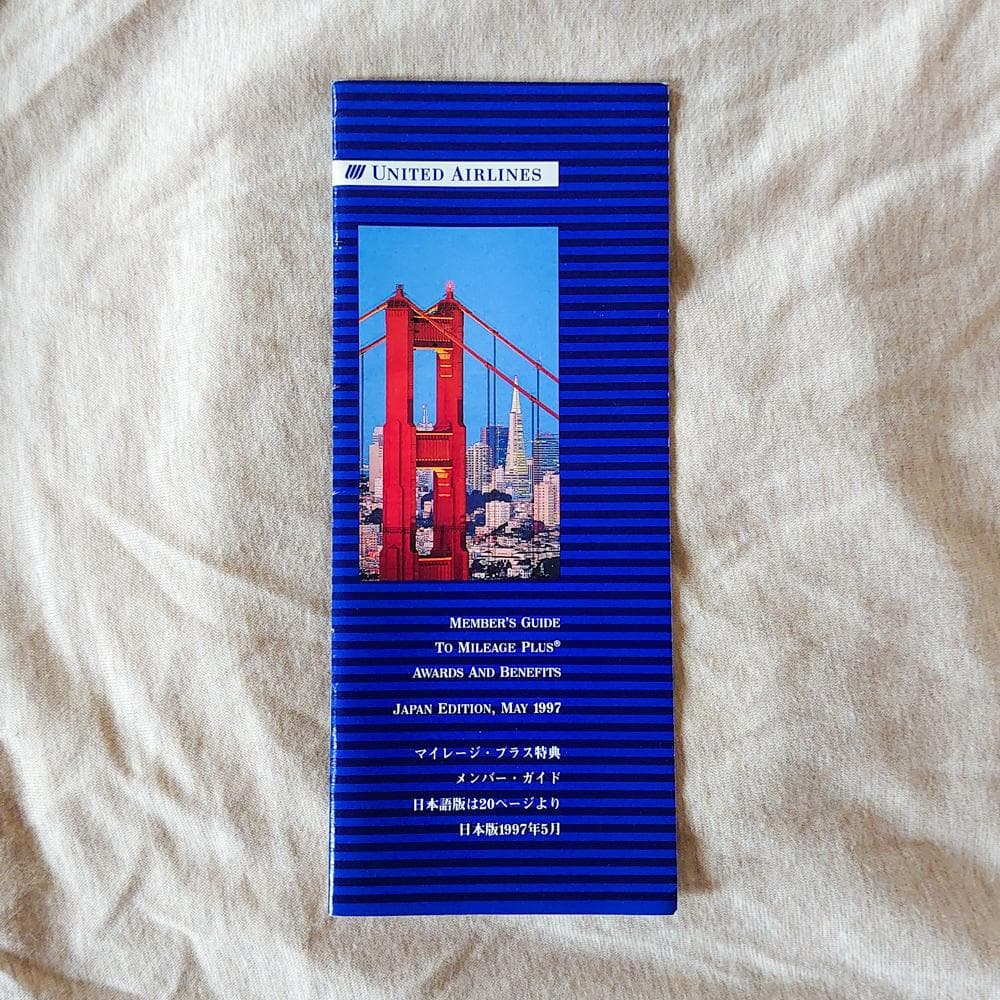 UNITED AIRLINES
MEMBER'S GUIDE
TO MILEAGE PLUS®
AWARDS AND BENEFITS
JAPAN EDITION, MAY 1997
マイレージ・プラス特典
メンバー・ガイド
日本語版は20ページより
日本版1997年5月